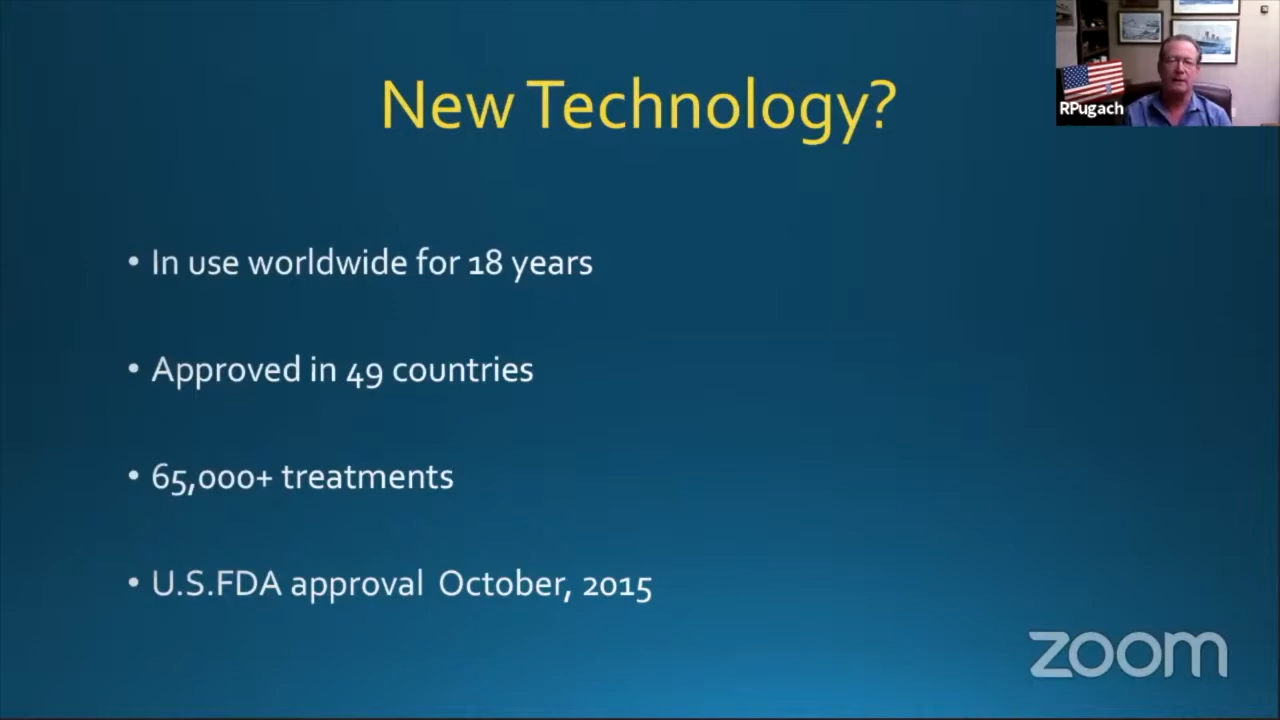 New Technology?
RPugach
• In use worldwide for 18 years
• Approved in 49 countries
• 65,000+ treatments
• U.S.FDA approval October, 2015
zoom